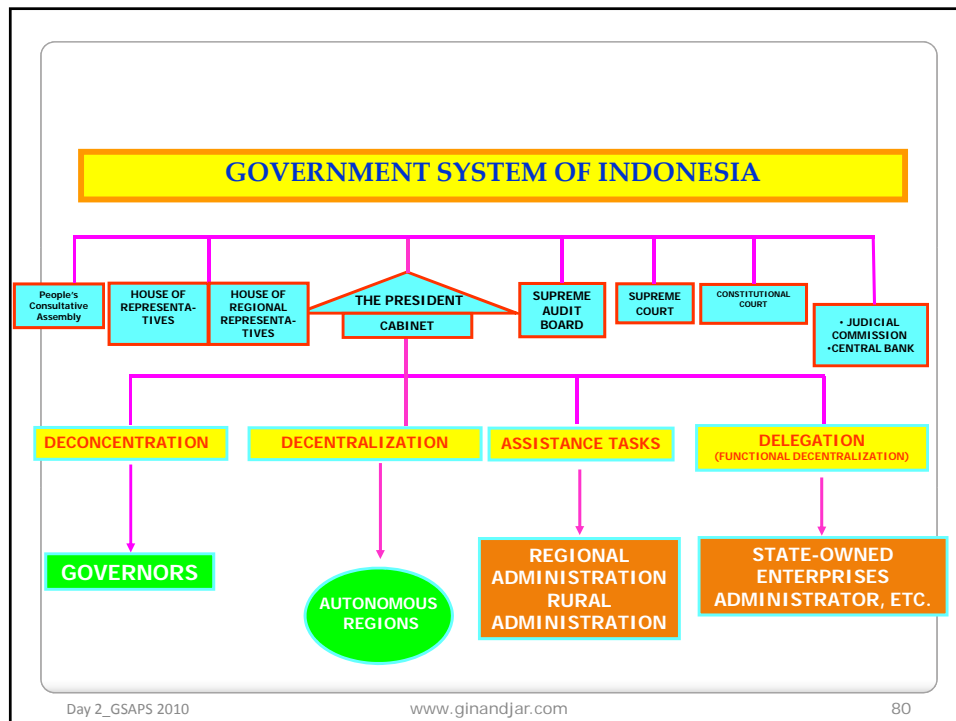 GOVERNMENT SYSTEM OF INDONESIA
People's
Consultative
Assembly
HOUSE OF
REPRESENTA-
TIVES
HOUSE OF
REGIONAL
REPRESENTA-
TIVES
THE PRESIDENT
CABINET
SUPREME
AUDIT
BOARD
SUPREME
COURT
CONSTITUTIONAL
COURT
• JUDICIAL
COMMISSION
•CENTRAL BANK
DECONCENTRATION
DECENTRALIZATION
ASSISTANCE TASKS
DELEGATION
(FUNCTIONAL DECENTRALIZATION)
GOVERNORS
AUTONOMOUS
REGIONS
REGIONAL
ADMINISTRATION
RURAL
ADMINISTRATION
STATE-OWNED
ENTERPRISES
ADMINISTRATOR, ETC.
Day 2_GSAPS 2010
www.ginandjar.com
80